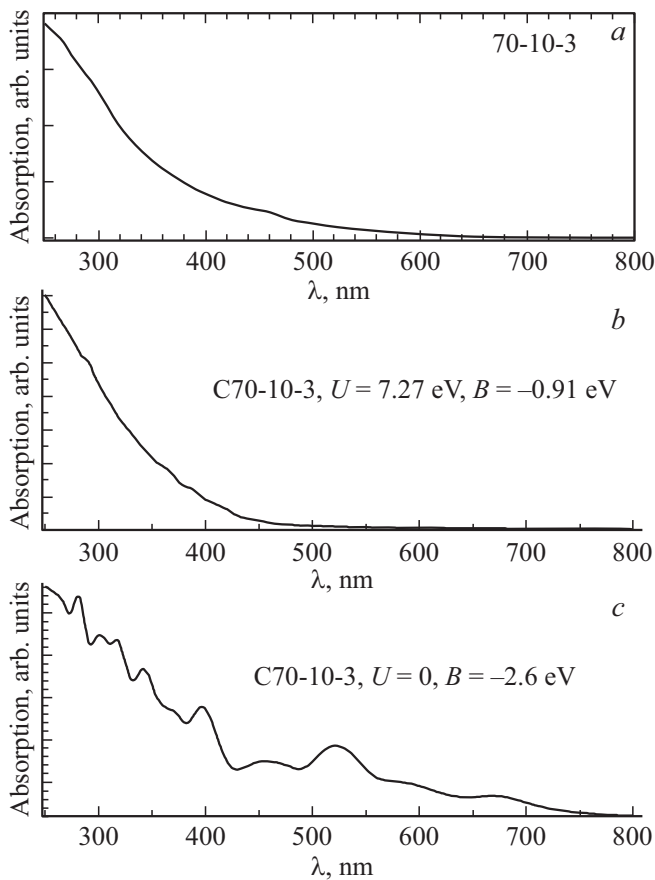 Absorption, arb. units
70-10-3
a
300 400 500 600 700 800
λ, nm
Absorption, arb. units
b
C70-10-3, U = 7.27 eV, B = –0.91 eV
300 400 500 600 700 800
λ, nm
Absorption, arb. units
c
C70-10-3, U = 0, B = –2.6 eV
300 400 500 600 700 800
λ, nm